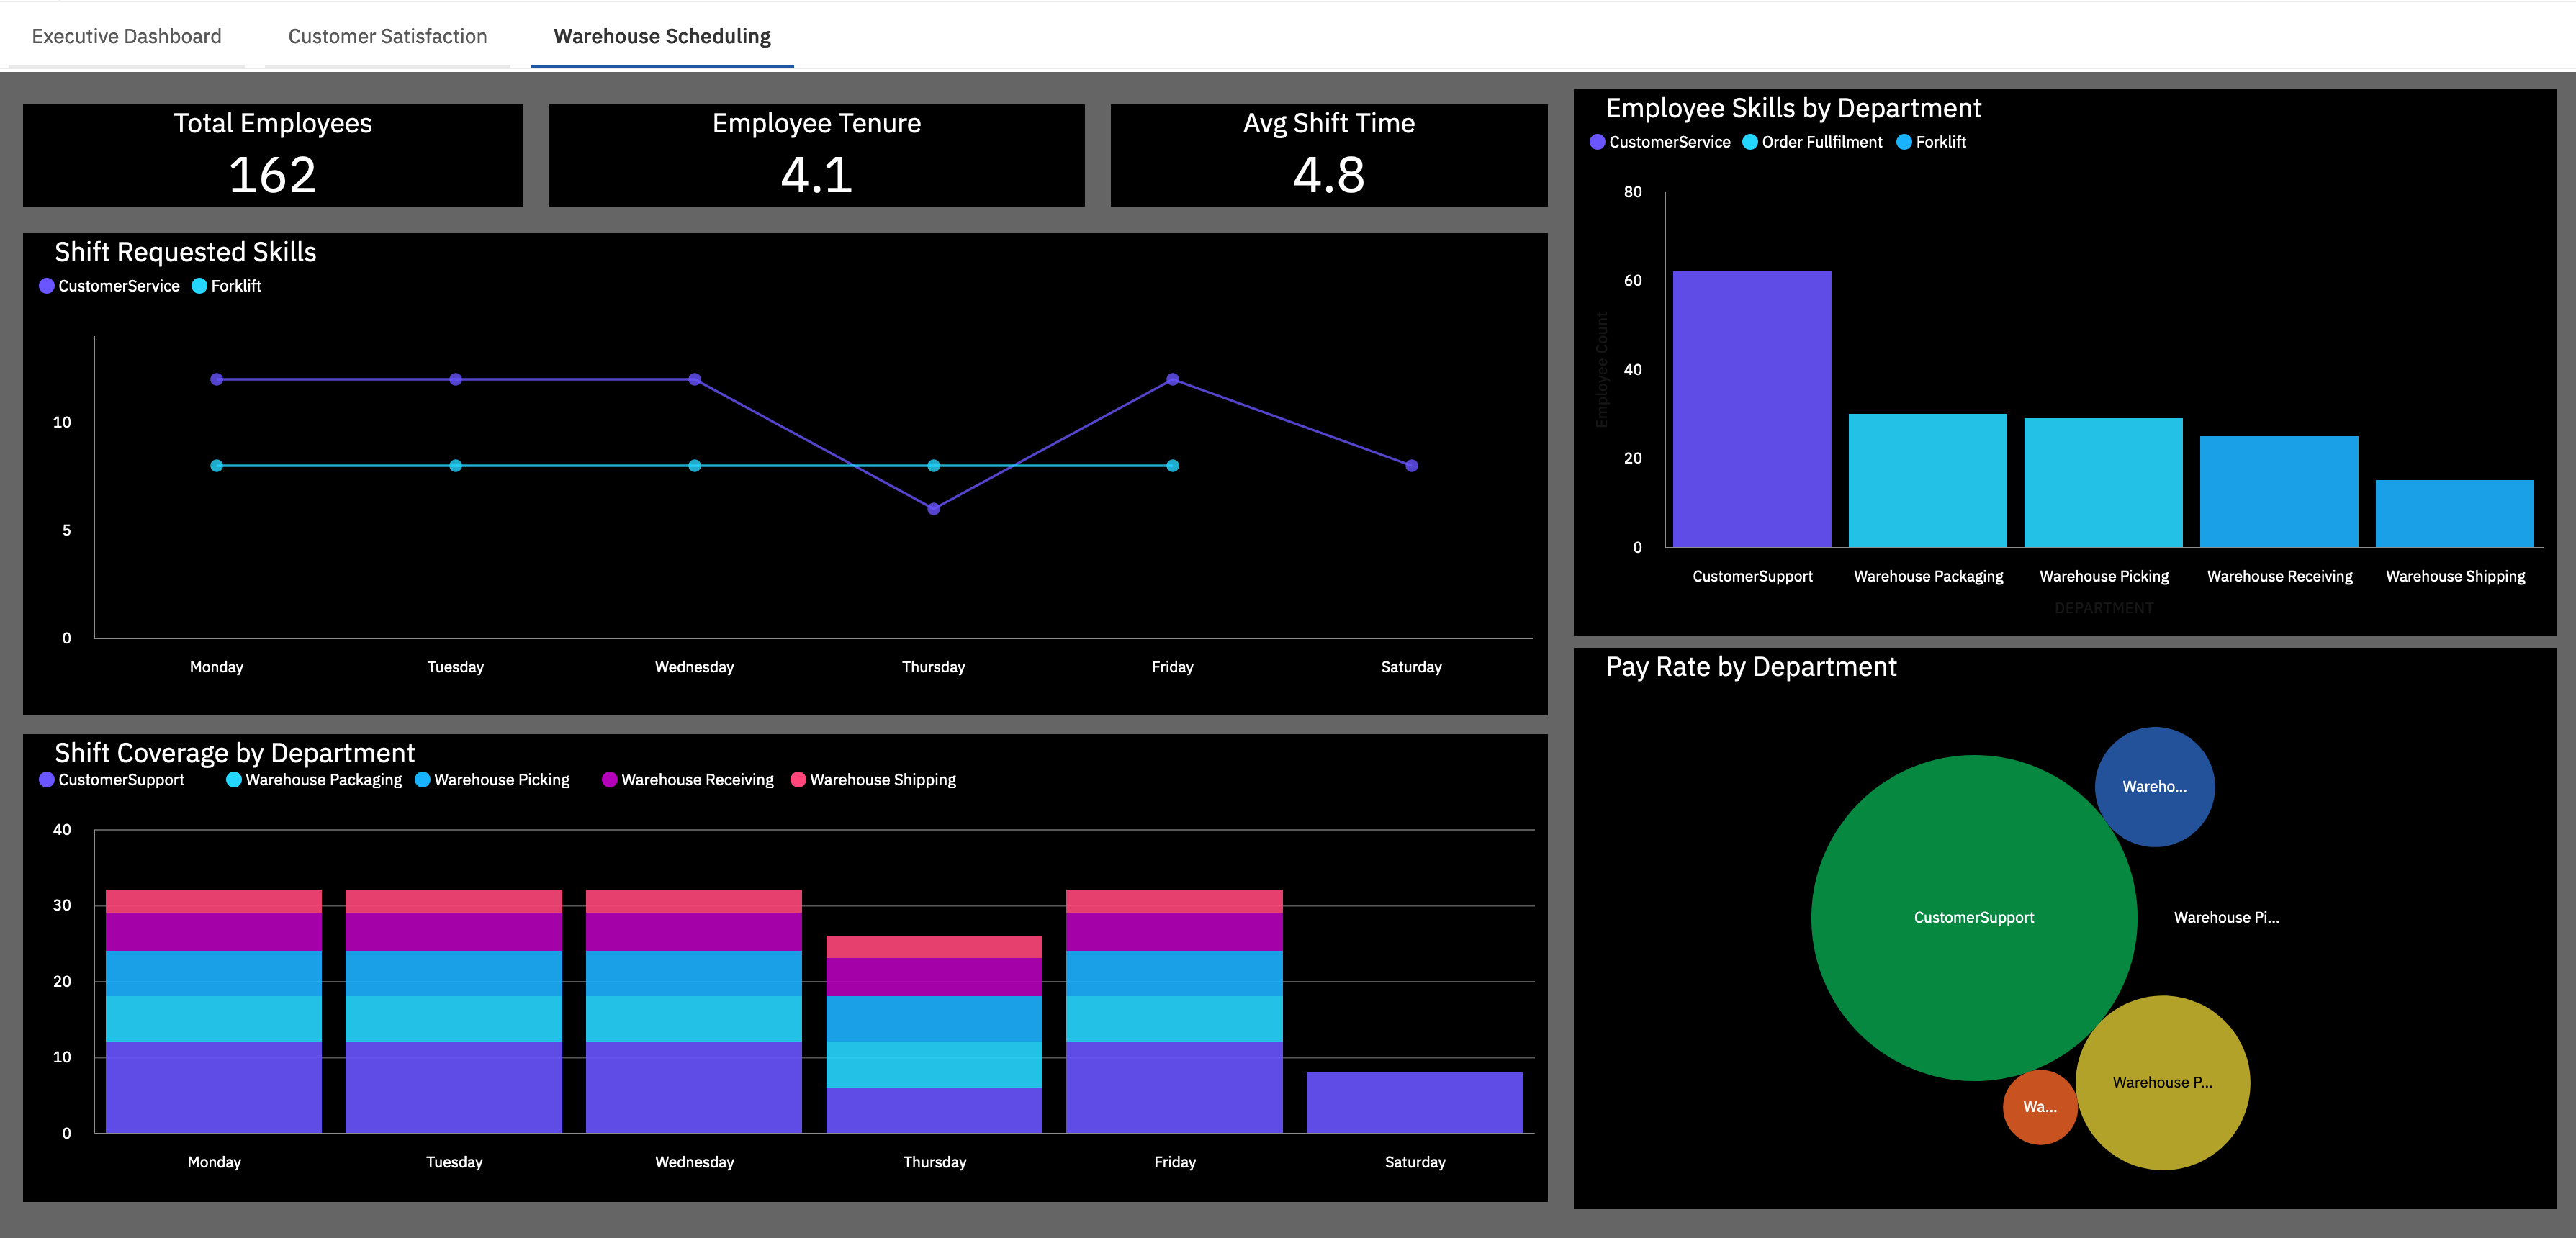 Executive Dashboard Customer Satisfaction Warehouse Scheduling
Total Employees
162
Employee Tenure
4.1
Avg Shift Time
4.8
Shift Requested Skills
CustomerService Forklift
10
5
0
Monday Tuesday Wednesday Thursday Friday Saturday
Shift Coverage by Department
CustomerSupport Warehouse Packaging Warehouse Picking Warehouse Receiving Warehouse Shipping
40
30
20
10
0
Monday Tuesday Wednesday Thursday Friday Saturday
Employee Skills by Department
CustomerService Order Fullfilment Forklift
Employee Count
80
60
40
20
0
CustomerSupport Warehouse Packaging Warehouse Picking Warehouse Receiving Warehouse Shipping
DEPARTMENT
Pay Rate by Department
Wareho...
CustomerSupport
Warehouse Pi...
Warehouse P...
Wa...